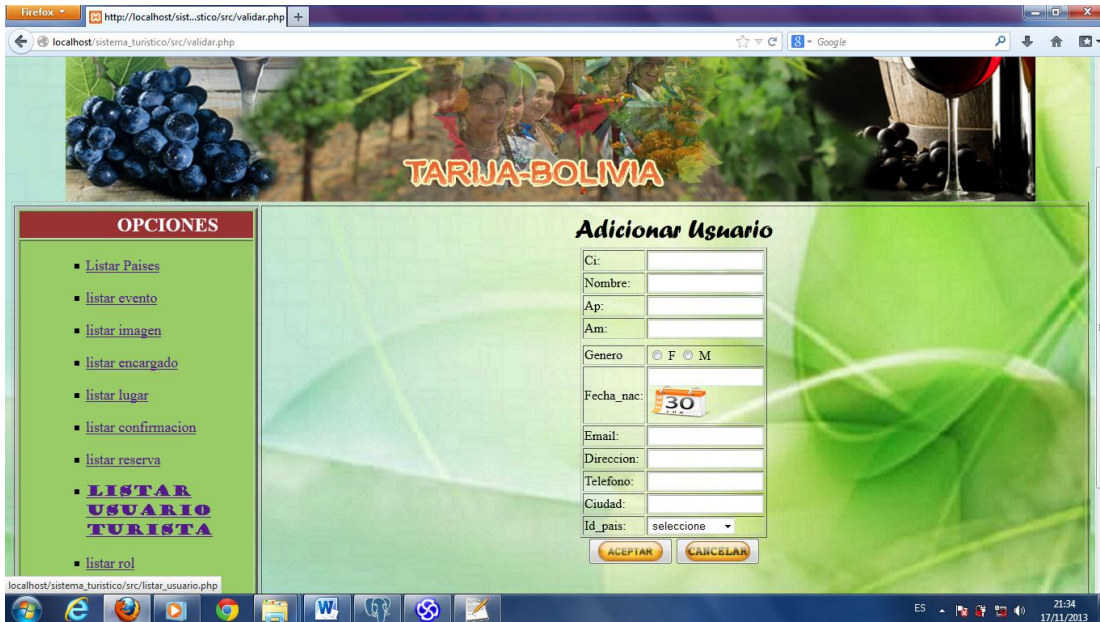 Firefox
http://localhost/sist...stico/src/validar.php
localhost/sistema_turistico/src/validar.php
Google
TARIJA-BOLIVIA
OPCIONES
Listar Paises
listar evento
listar imagen
listar encargado
listar lugar
listar confirmacion
listar reserva
LISTAR
USUARIO
TURISTA
listar rol
Adicionar Usuario
Ci:
Nombre:
Ap:
Am:
Genero F M
Fecha_nac:
30
Email:
Direccion:
Telefono:
Ciudad:
Id_pais: seleccione
ACEPTAR CANCELAR
localhost/sistema_turistico/src/listar_usuario.php
ES
21:34
17/11/2013